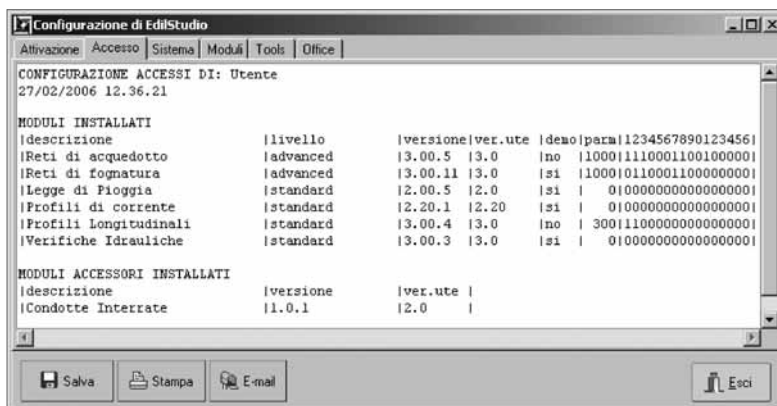 Configurazione di EdilStudio
Attivazione Accesso Sistema Moduli Tools Office
CONFIGURAZIONE ACCESSI DI: Utente
27/02/2006 12.36.21
MODULI INSTALLATI
|descrizione |livello |versione|ver.ute |demo|parm|1234567890123456|
|Reti di acquedotto |advanced |3.00.5 |3.0 |no |1000|1110001100100000|
|Reti di fognatura |advanced |3.00.11 |3.0 |si |1000|0110001100000000|
|Legge di Pioggia |standard |2.00.5 |2.0 |si | 0|0000000000000000|
|Profili di corrente |standard |2.20.1 |2.20 |si | 0|0000000000000000|
|Profili Longitudinali |standard |3.00.4 |3.0 |no | 300|1100000000000000|
|Verifiche Idrauliche |standard |3.00.3 |3.0 |si | 0|0000000000000000|
MODULI ACCESSORI INSTALLATI
|descrizione |versione |ver.ute |
|Condotte Interrate |1.0.1 |2.0 |
Salva Stampa E-mail Esci